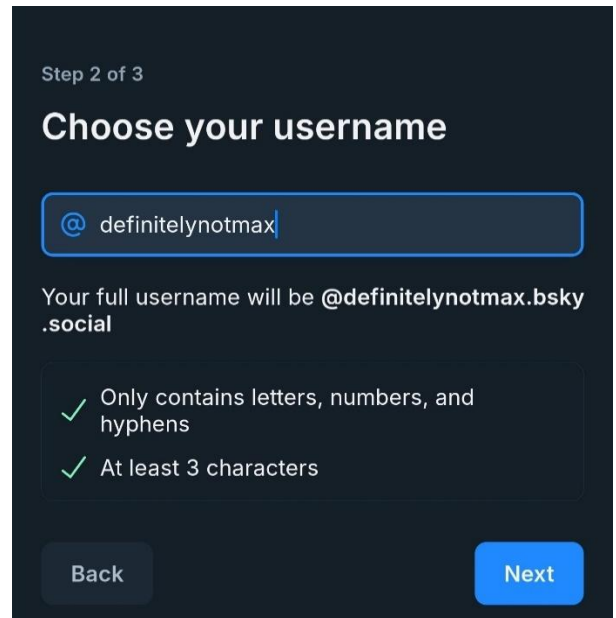 Step 2 of 3
Choose your username
@ definitelynotmax
Your full username will be @definitelynotmax.bsky
.social
Only contains letters, numbers, and
hyphens
At least 3 characters
Back
Next